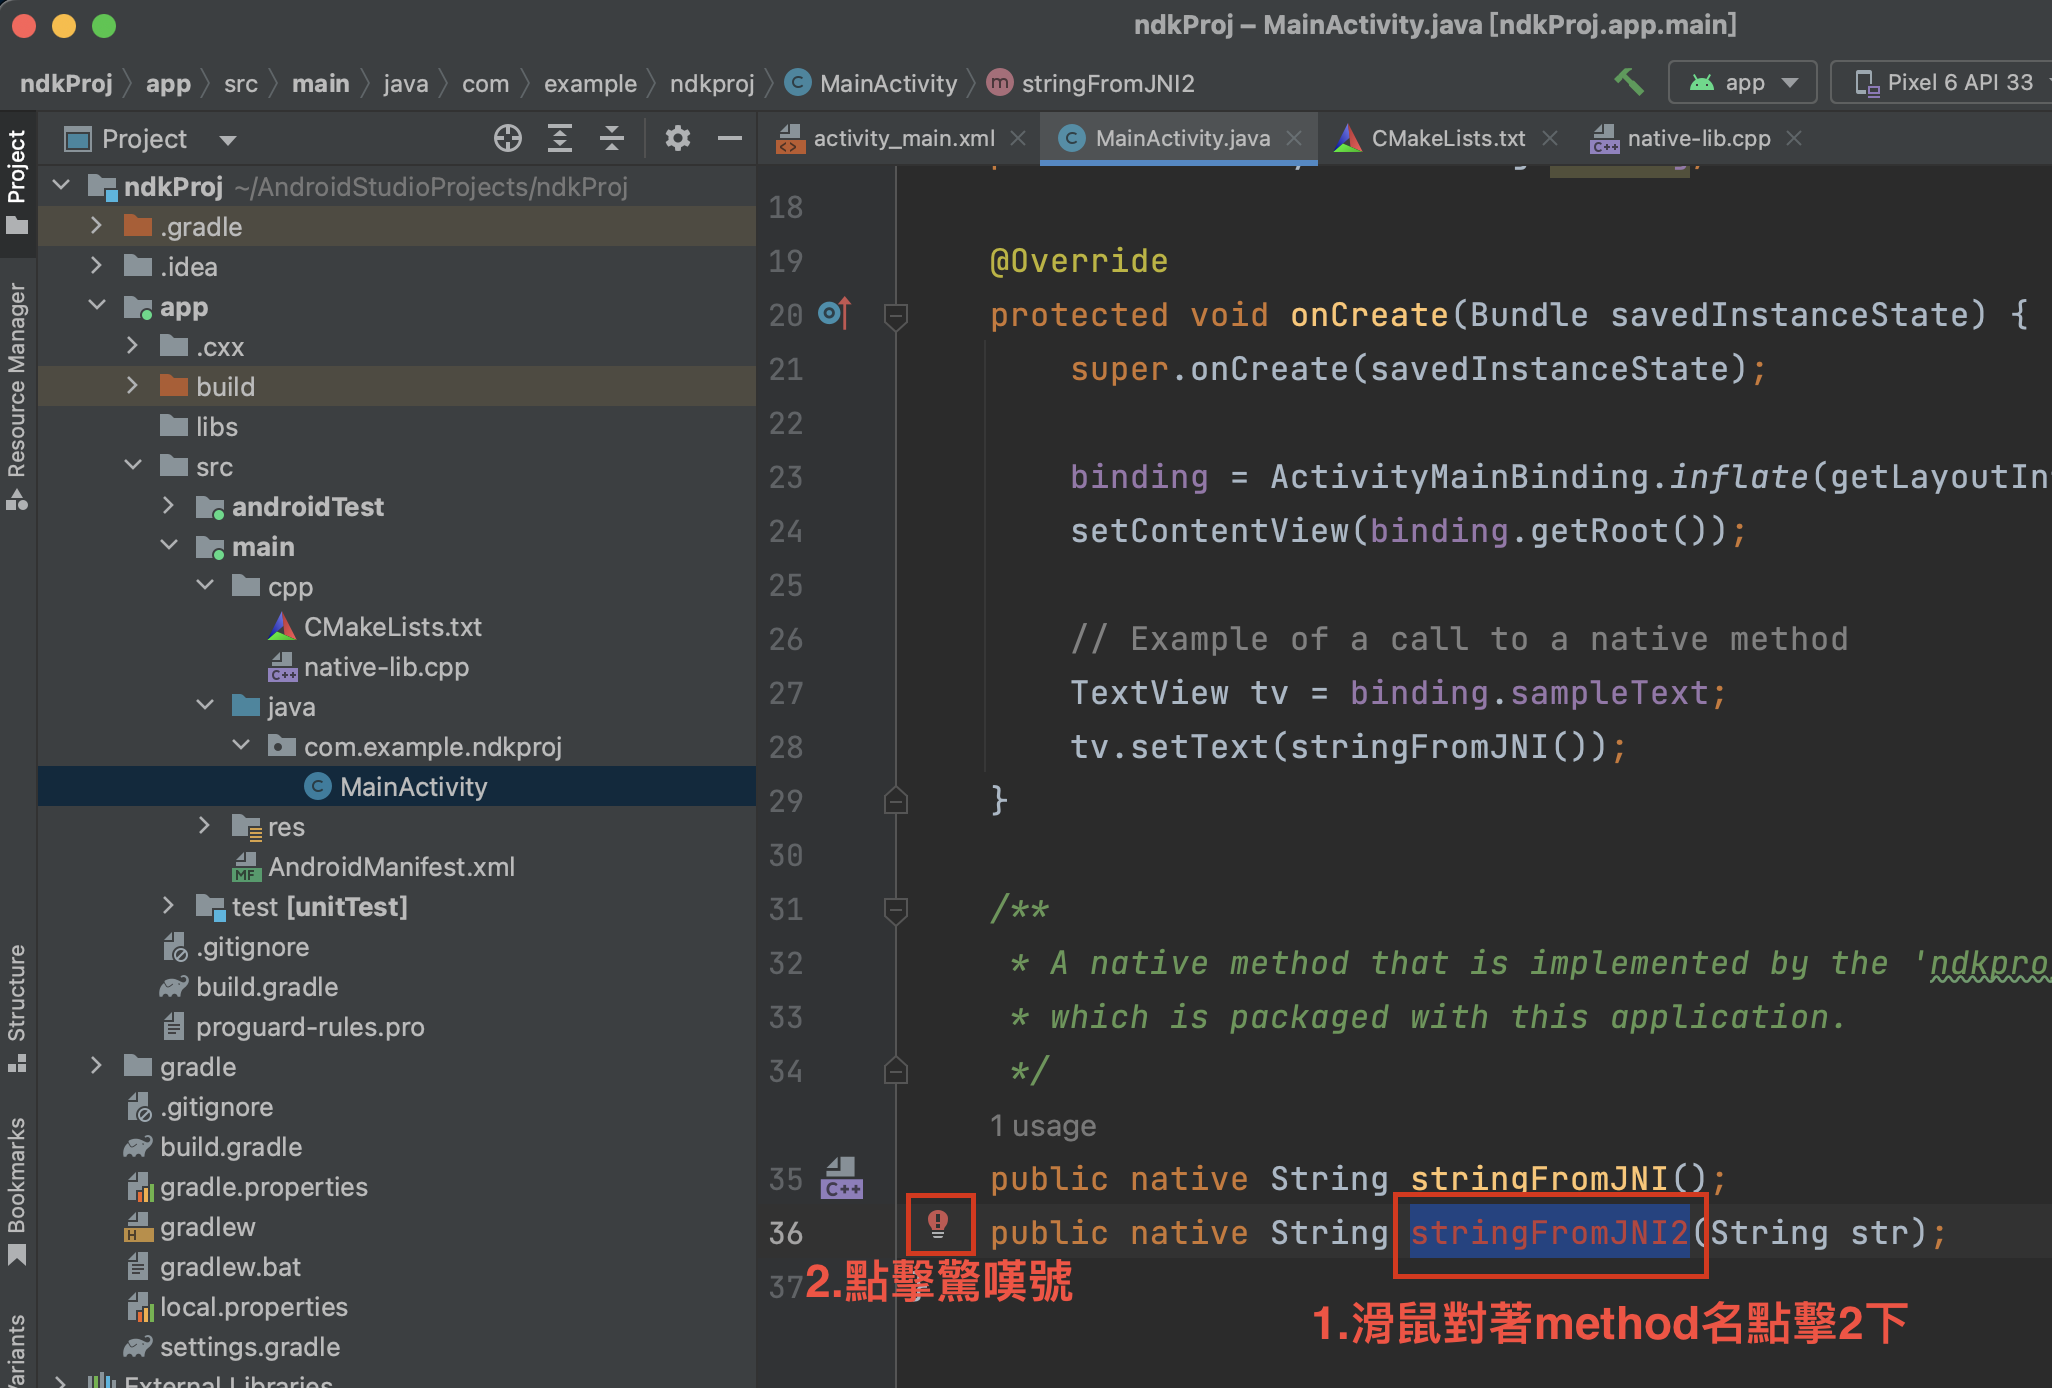 ndkProj – MainActivity.java [ndkProj.app.main]
ndkProj app src main java com example ndkproj MainActivity stringFromJNI2 app Pixel 6 API 33
Project
activity_main.xml MainActivity.java CMakeLists.txt native-lib.cpp
Project
Resource Manager
Structure
Bookmarks
ndkProj ~/AndroidStudioProjects/ndkProj
.gradle
.idea
app
.cxx
build
libs
src
androidTest
main
cpp
CMakeLists.txt
native-lib.cpp
java
com.example.ndkproj
MainActivity
res
AndroidManifest.xml
test [unitTest]
.gitignore
build.gradle
proguard-rules.pro
gradle
.gitignore
build.gradle
gradle.properties
gradlew
gradlew.bat
local.properties
settings.gradle
External Libraries
18
19 @Override
20 protected void onCreate(Bundle savedInstanceState) {
21 super.onCreate(savedInstanceState);
22
23 binding = ActivityMainBinding.inflate(getLayoutIn
24 setContentView(binding.getRoot());
25
26 // Example of a call to a native method
27 TextView tv = binding.sampleText;
28 tv.setText(stringFromJNI());
29 }
30
31 /**
32 * A native method that is implemented by the 'ndkpro
33 * which is packaged with this application.
34 */
1 usage
35 public native String stringFromJNI();
36 public native String stringFromJNI2(String str);
37
2.點擊驚嘆號
1.滑鼠對著method名點擊2下